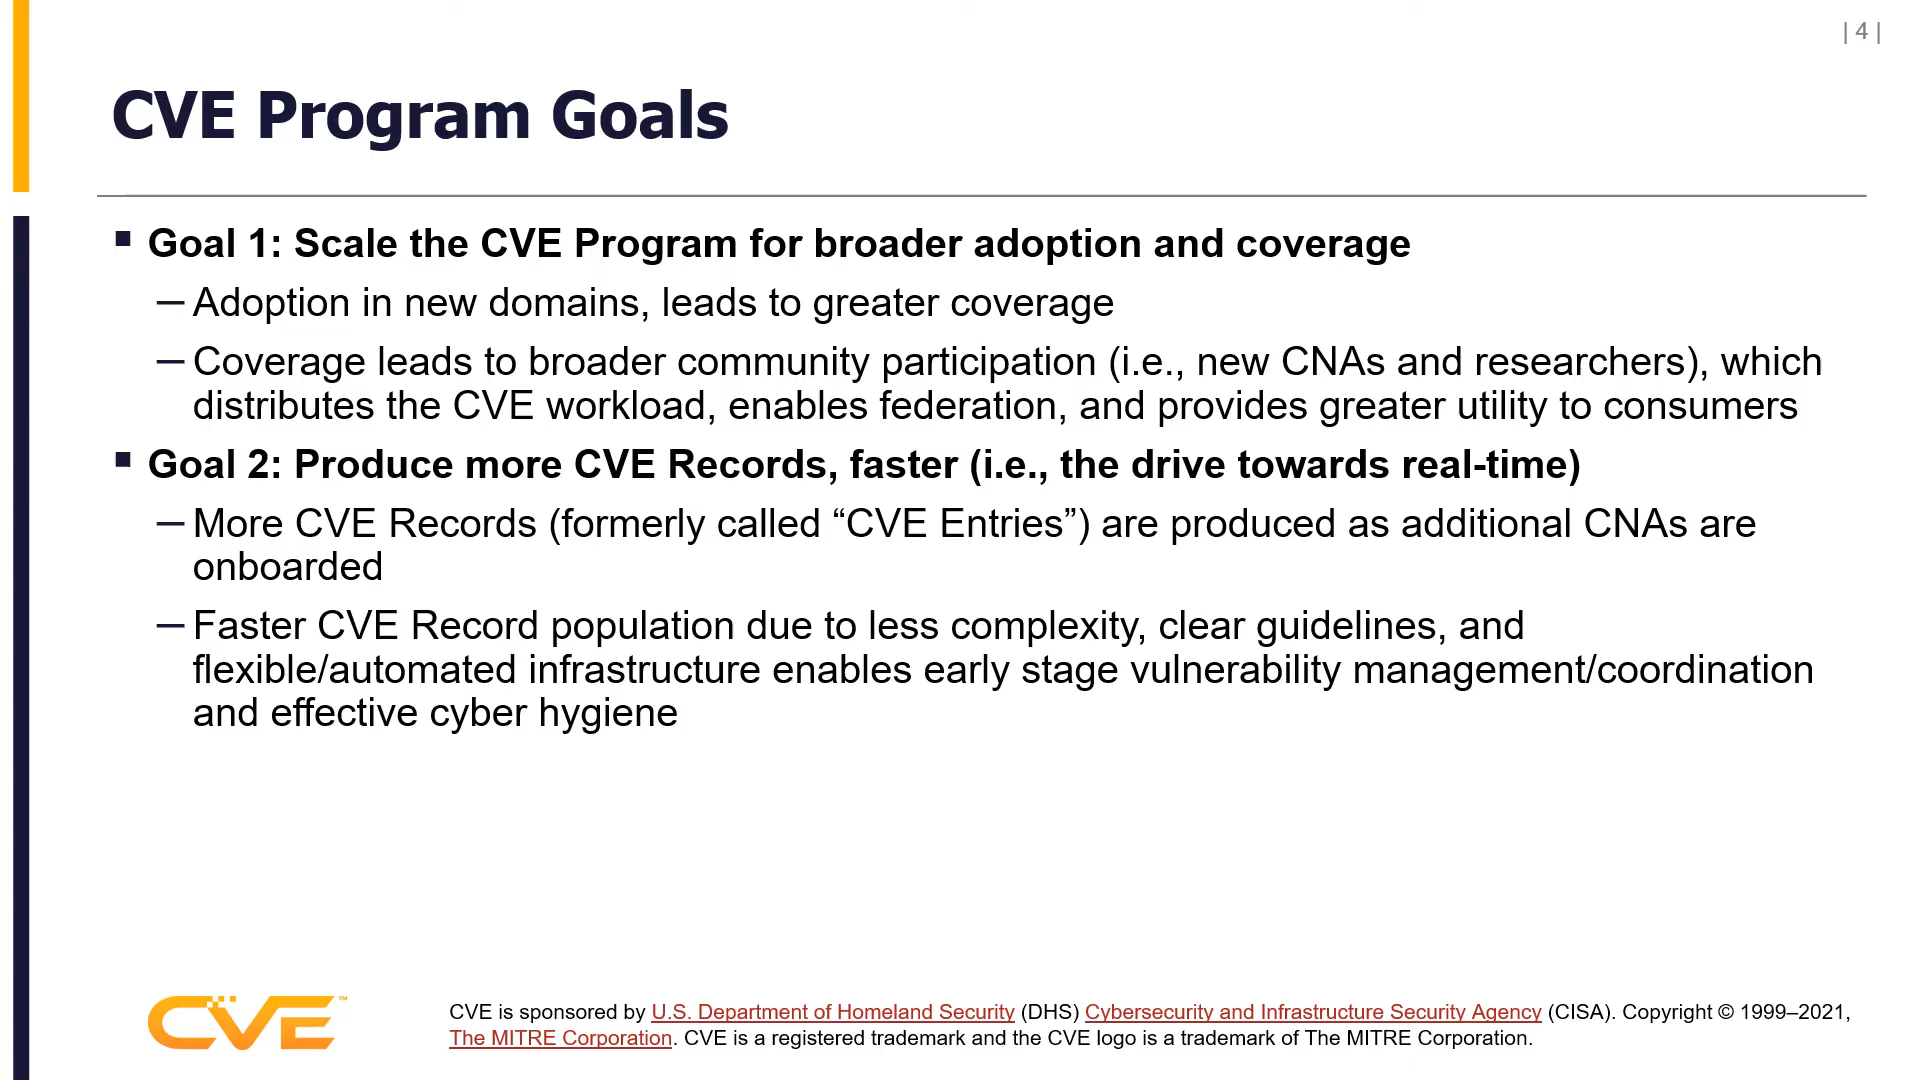 | 4 |
CVE Program Goals
▪ Goal 1: Scale the CVE Program for broader adoption and coverage
– Adoption in new domains, leads to greater coverage
– Coverage leads to broader community participation (i.e., new CNAs and researchers), which
distributes the CVE workload, enables federation, and provides greater utility to consumers
▪ Goal 2: Produce more CVE Records, faster (i.e., the drive towards real-time)
– More CVE Records (formerly called “CVE Entries”) are produced as additional CNAs are
onboarded
– Faster CVE Record population due to less complexity, clear guidelines, and
flexible/automated infrastructure enables early stage vulnerability management/coordination
and effective cyber hygiene
CVE™
CVE is sponsored by U.S. Department of Homeland Security (DHS) Cybersecurity and Infrastructure Security Agency (CISA). Copyright © 1999–2021,
The MITRE Corporation. CVE is a registered trademark and the CVE logo is a trademark of The MITRE Corporation.